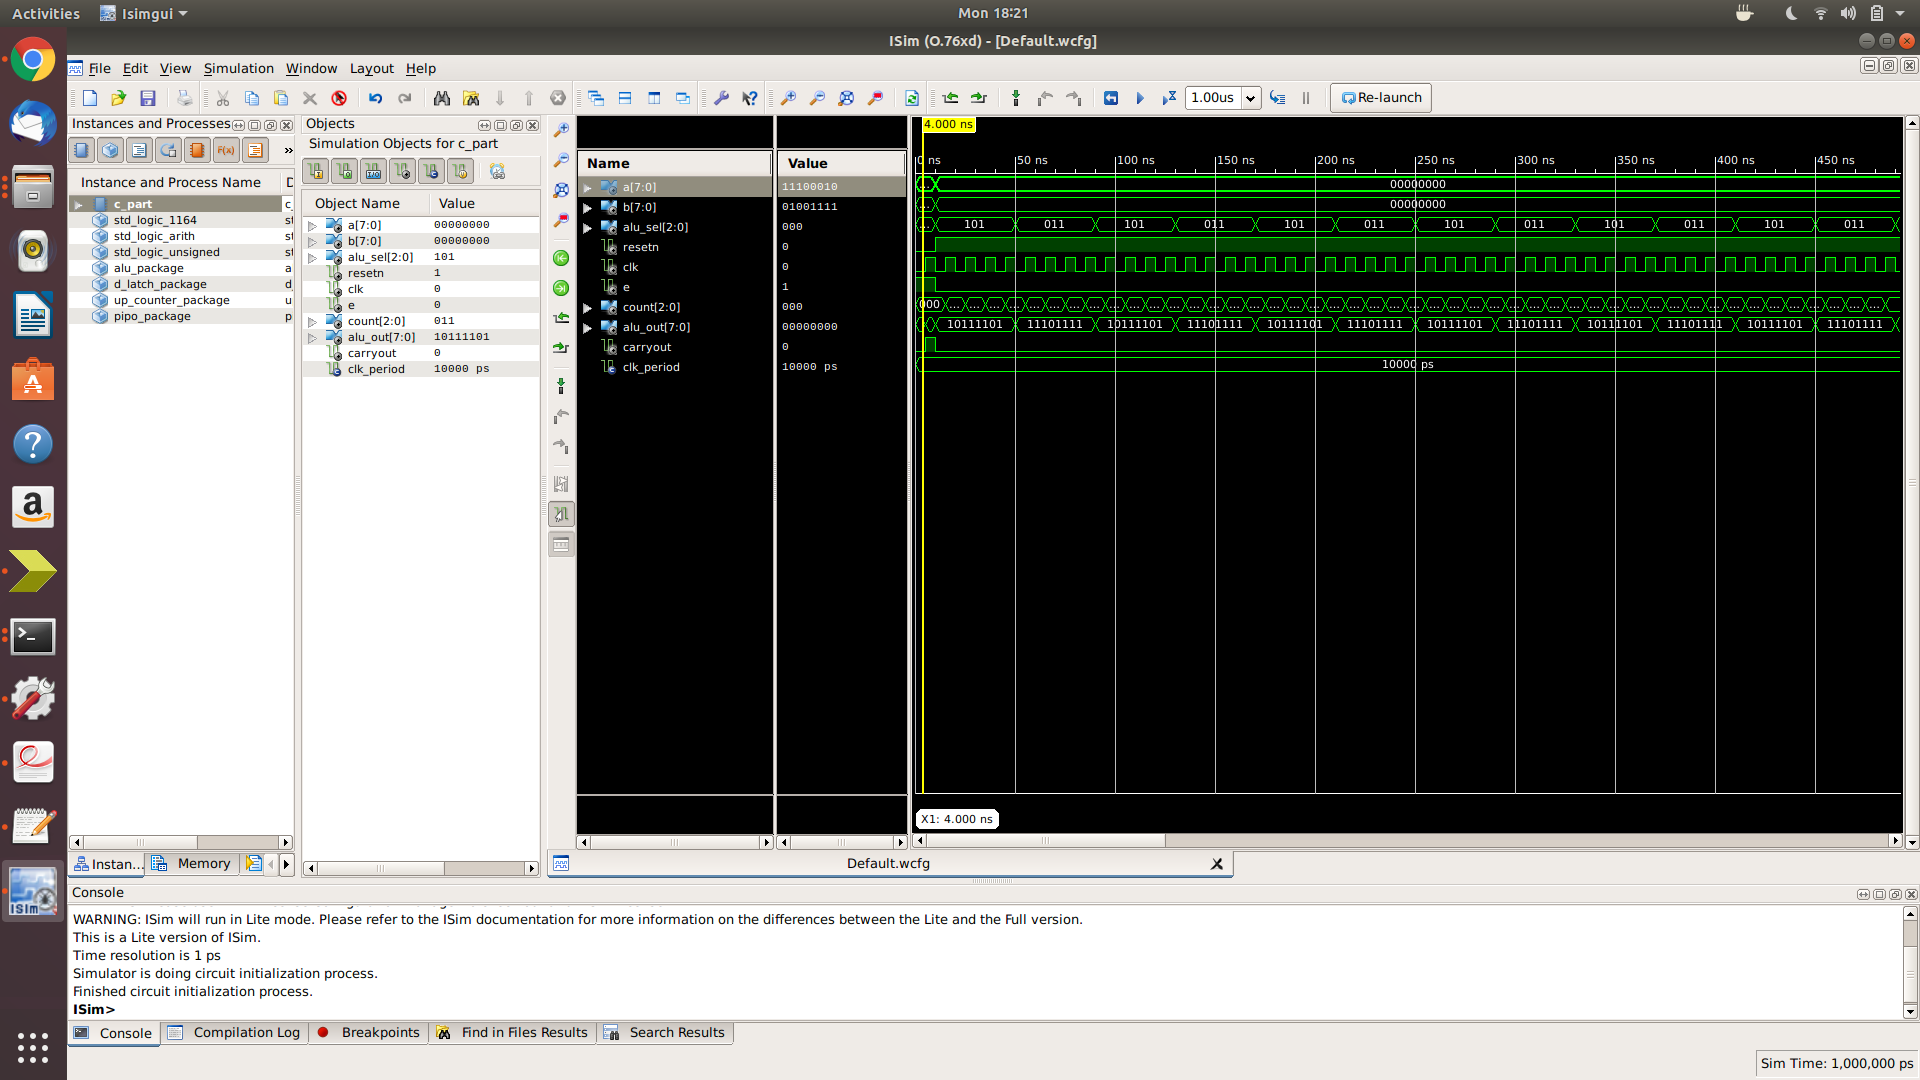 Activities Isimgui Mon 18:21
ISim (O.76xd) - [Default.wcfg]
File Edit View Simulation Window Layout Help
1.00us Re-launch
Instances and Processes
Instance and Process Name D
c_part c_
std_logic_1164 st
std_logic_arith st
std_logic_unsigned st
alu_package a
d_latch_package d_
up_counter_package u
pipo_package p
Instan... Memory
Objects
Simulation Objects for c_part
Object Name Value
a[7:0] 00000000
b[7:0] 00000000
alu_sel[2:0] 101
resetn 1
clk 0
e 0
count[2:0] 011
alu_out[7:0] 10111101
carryout 0
clk_period 10000 ps
Name Value
a[7:0] 11100010
b[7:0] 01001111
alu_sel[2:0] 000
resetn 0
clk 0
e 1
count[2:0] 000
alu_out[7:0] 00000000
carryout 0
clk_period 10000 ps
4.000 ns
0 ns 50 ns 100 ns 150 ns 200 ns 250 ns 300 ns 350 ns 400 ns 450 ns
... 00000000
... 00000000
... 101 011 101 011 101 011 101 011 101 011 101 011
000 ... ... ... ... ... ... ... ... ... ... ... ... ... ... ... ... ... ... ... ... ... ... ...
10111101 11101111 10111101 11101111 10111101 11101111 10111101 11101111 10111101 11101111 10111101 11101111
10000 ps
X1: 4.000 ns
Default.wcfg
Console
WARNING: ISim will run in Lite mode. Please refer to the ISim documentation for more information on the differences between the Lite and the Full version.
This is a Lite version of ISim.
Time resolution is 1 ps
Simulator is doing circuit initialization process.
Finished circuit initialization process.
ISim>
Console Compilation Log Breakpoints Find in Files Results Search Results
Sim Time: 1,000,000 ps